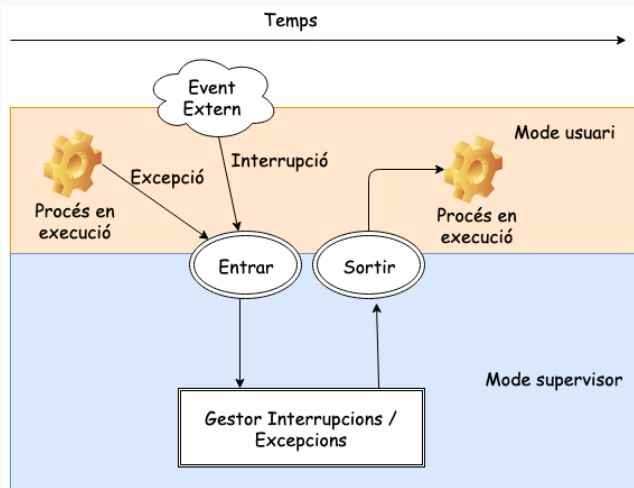 Temps
Event
Extern
Mode usuari
Interrupció
Excepció
Procés en
execució
Procés en
execució
Entrar
Sortir
Mode supervisor
Gestor Interrupcions /
Excepcions